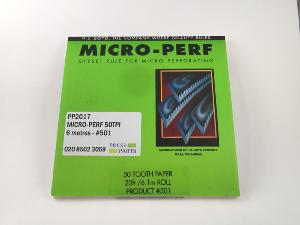 MICRO-PERF
OFFSET RULE FOR MICRO PERFORATING
PP2017
MICRO-PERF 50TPI
6 metres - #501
020 8502 3059
PRESS
PARTS
50 TOOTH PAPER
20ft /6.1m ROLL
PRODUCT #501